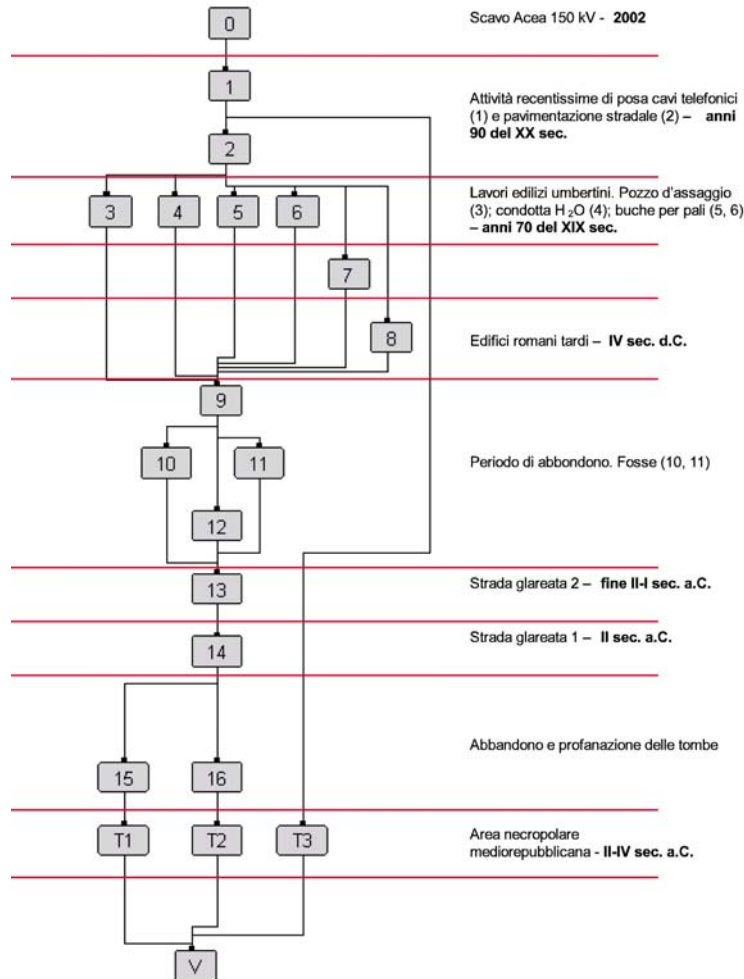 0
Scavo Acea 150 kV - 2002
1
Attività recentissime di posa cavi telefonici
(1) e pavimentazione stradale (2) – anni
90 del XX sec.
2
Lavori edilizi umbertini. Pozzo d'assaggio
(3); condotta H₂O (4); buche per pali (5, 6)
– anni 70 del XIX sec.
3 4 5 6
7
8
Edifici romani tardi – IV sec. d.C.
9
10 11
Periodo di abbondono. Fosse (10, 11)
12
13
Strada glareata 2 – fine II-I sec. a.C.
14
Strada glareata 1 – II sec. a.C.
Abbandono e profanazione delle tombe
15 16
T1 T2 T3
Area necropolare
mediorepubblicana - II-IV sec. a.C.
V